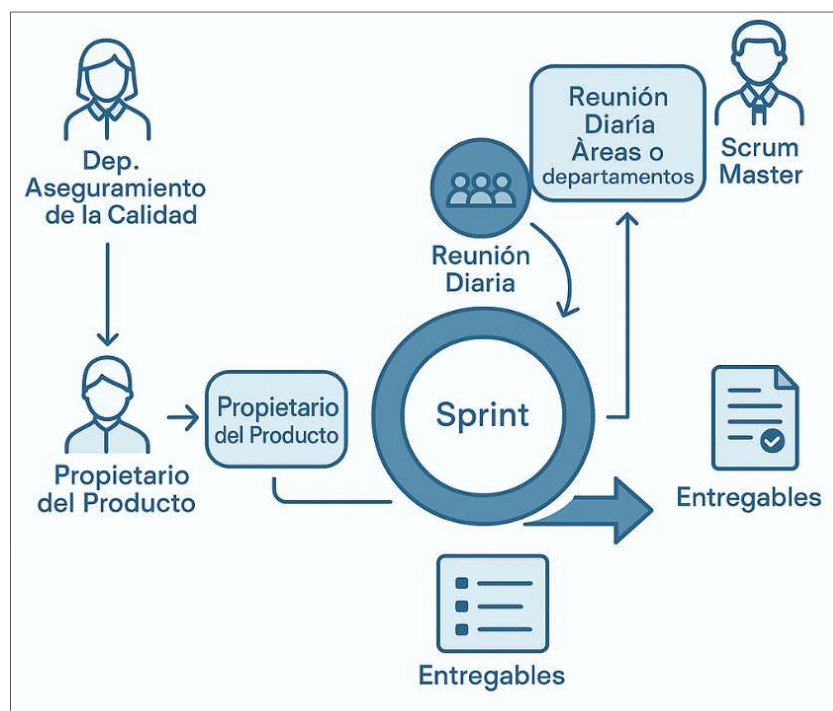 Dep.
Aseguramiento
de la Calidad
Reunión
Diaría
Àreas o
departamentos
Scrum
Master
Reunión
Diaria
Propietario
del Producto
Propietario
del Producto
Sprint
Entregables
Entregables